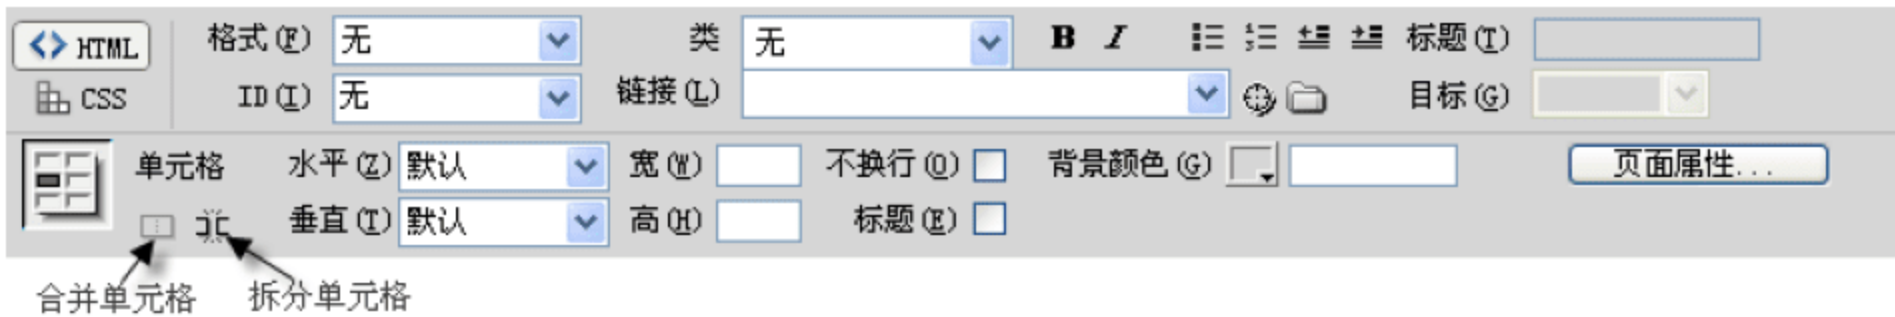 HTML 格式(F) 无 类 无 B I 标题(T)
CSS ID(I) 无 链接(L) 目标(G)
单元格 水平(Z) 默认 宽(W) 不换行(O) 背景颜色(G) 页面属性...
垂直(T) 默认 高(H) 标题(E)
合并单元格 拆分单元格